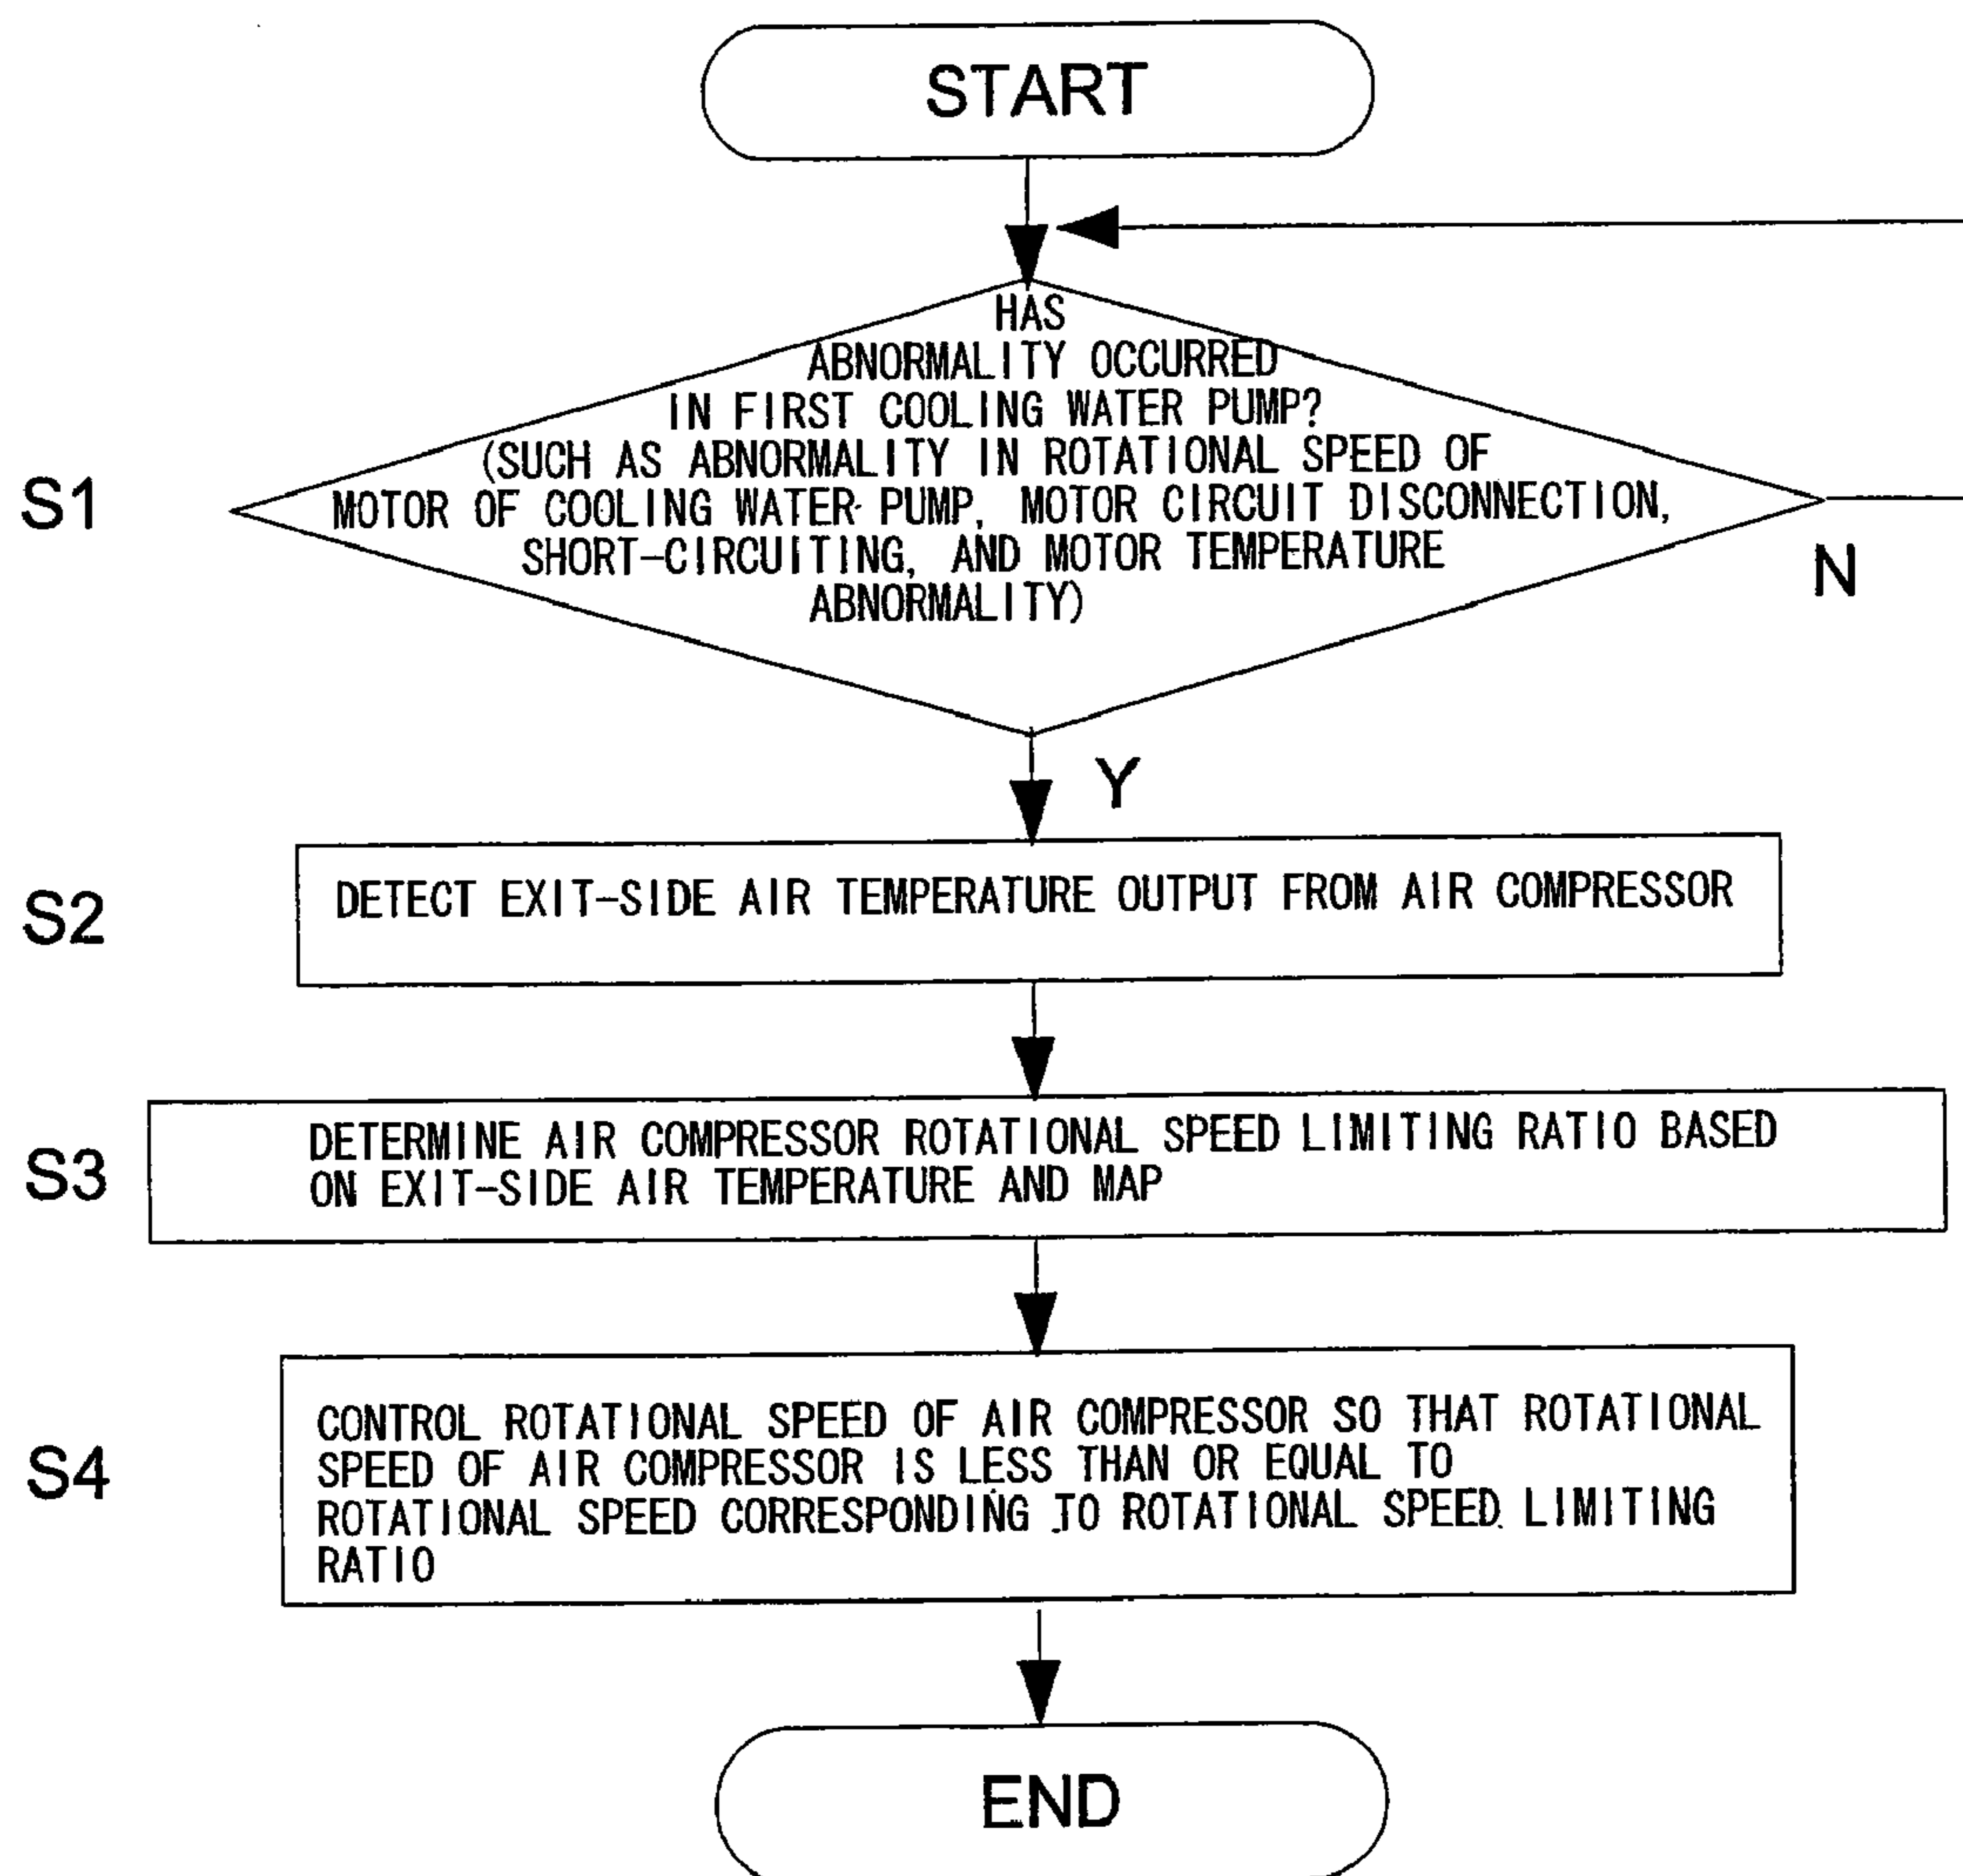 START
HAS
ABNORMALITY OCCURRED
IN FIRST COOLING WATER PUMP?
(SUCH AS ABNORMALITY IN ROTATIONAL SPEED OF
S1
MOTOR OF COOLING WATER PUMP, MOTOR CIRCUIT DISCONNECTION,
SHORT-CIRCUITING, AND MOTOR TEMPERATURE
ABNORMALITY)
N
Y
S2
DETECT EXIT-SIDE AIR TEMPERATURE OUTPUT FROM AIR COMPRESSOR
S3
DETERMINE AIR COMPRESSOR ROTATIONAL SPEED LIMITING RATIO BASED
ON EXIT-SIDE AIR TEMPERATURE AND MAP
S4
CONTROL ROTATIONAL SPEED OF AIR COMPRESSOR SO THAT ROTATIONAL
SPEED OF AIR COMPRESSOR IS LESS THAN OR EQUAL TO
ROTATIONAL SPEED CORRESPONDING TO ROTATIONAL SPEED LIMITING
RATIO
END